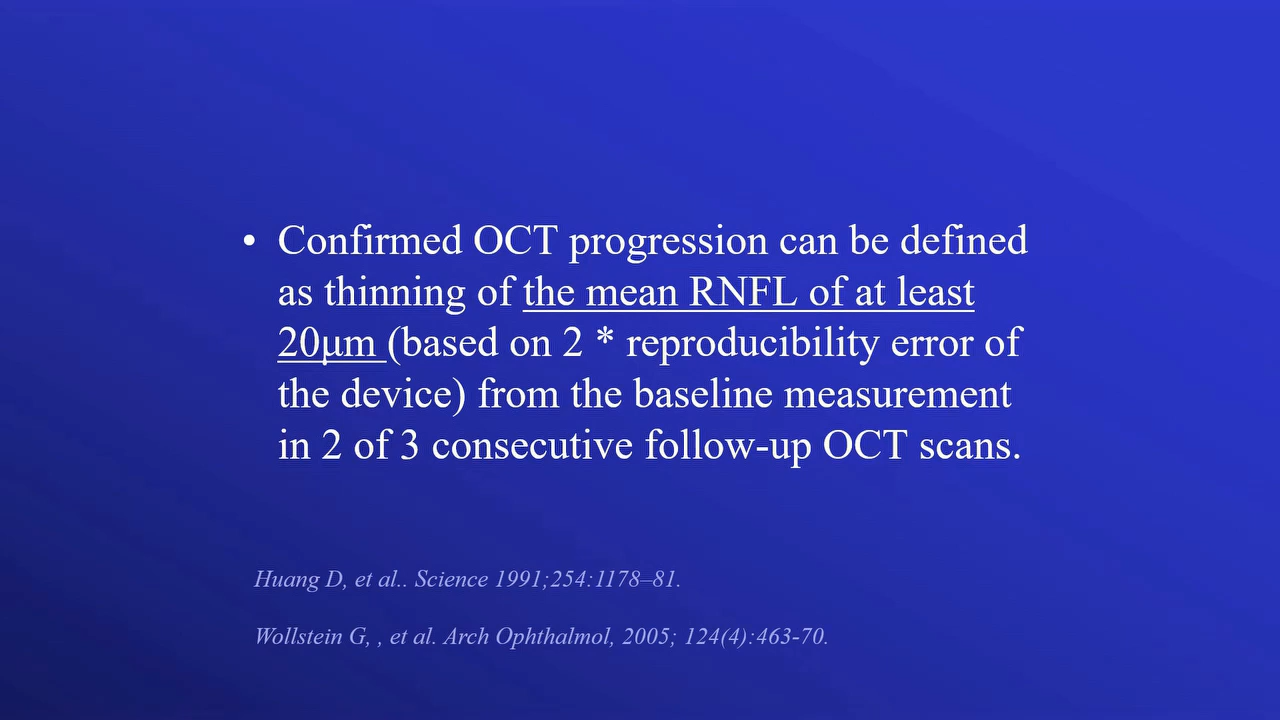 • Confirmed OCT progression can be defined
as thinning of the mean RNFL of at least
20μm (based on 2 * reproducibility error of
the device) from the baseline measurement
in 2 of 3 consecutive follow-up OCT scans.
Huang D, et al.. Science 1991;254:1178–81.
Wollstein G, , et al. Arch Ophthalmol, 2005; 124(4):463-70.